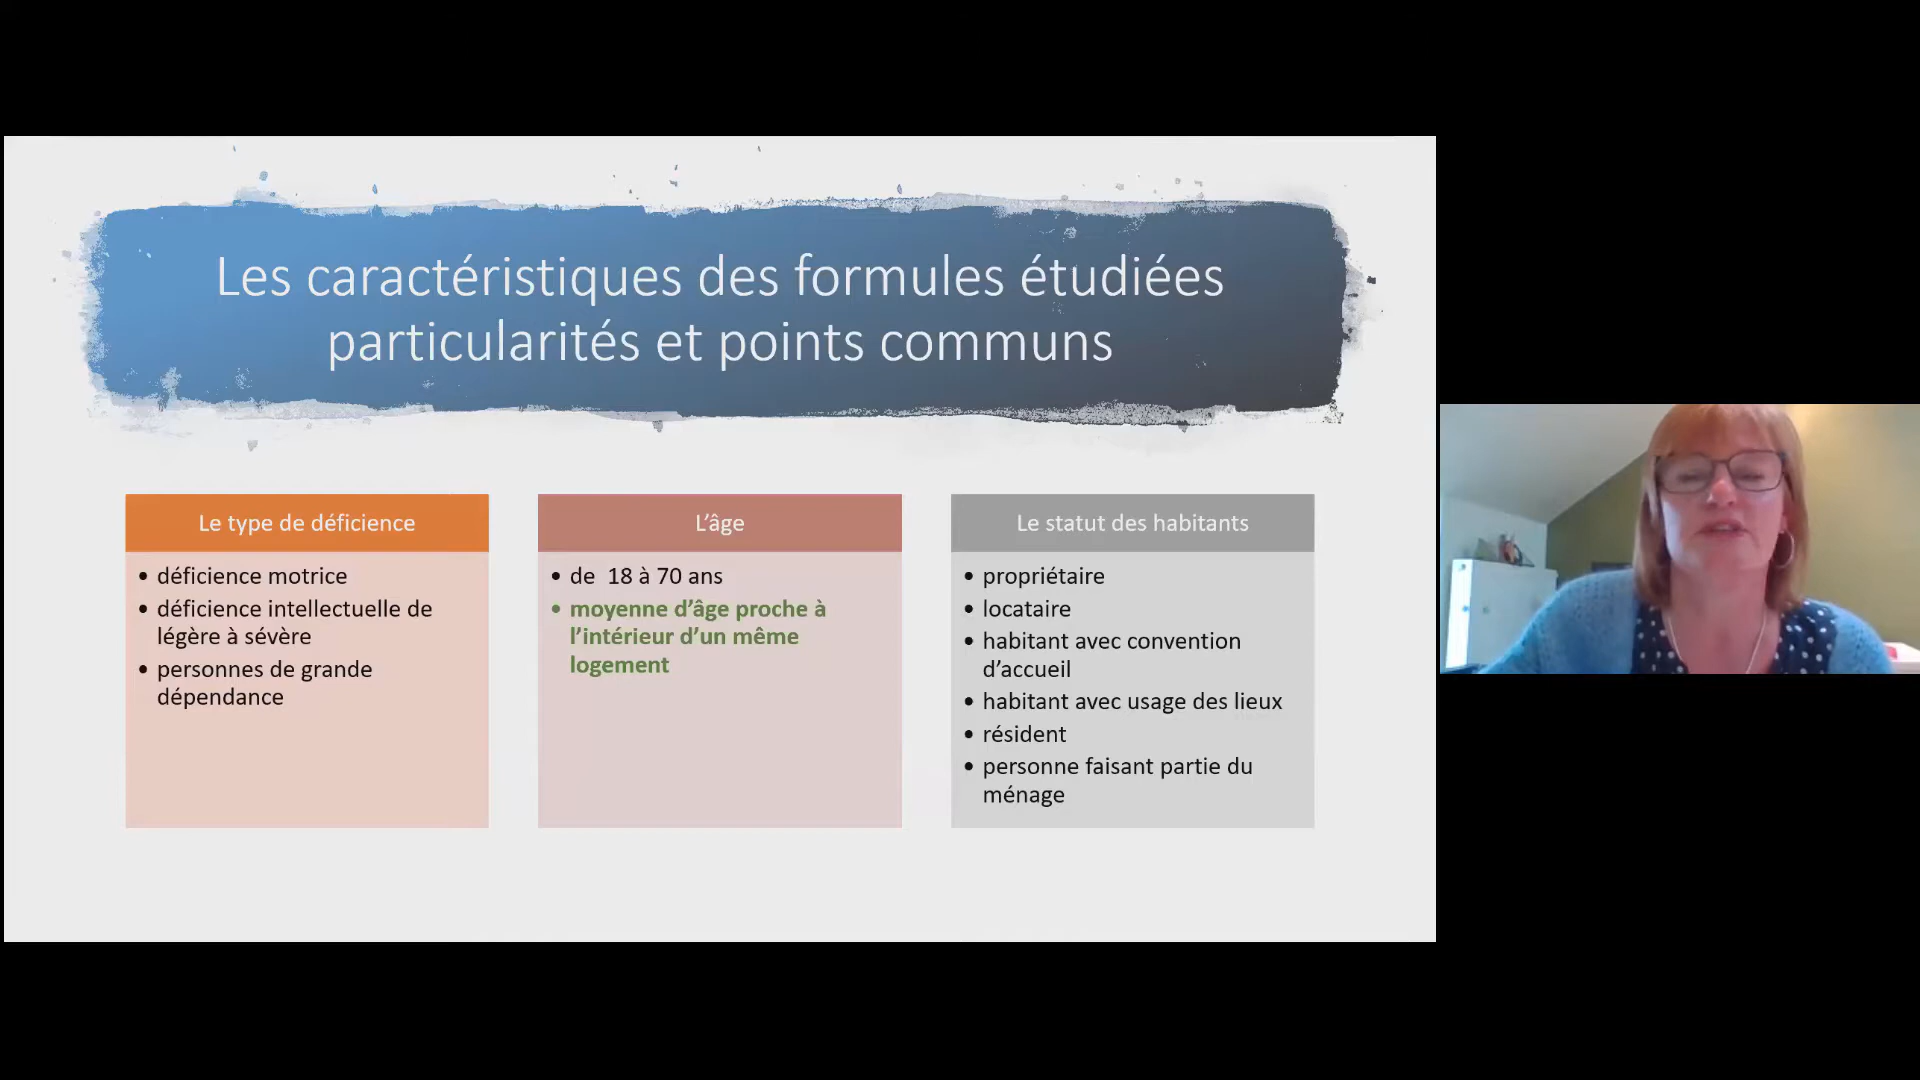 Les caractéristiques des formules étudiées
particularités et points communs
Le type de déficience
• déficience motrice
• déficience intellectuelle de
légère à sévère
• personnes de grande
dépendance
L'âge
• de 18 à 70 ans
• moyenne d'âge proche à
l'intérieur d'un même
logement
Le statut des habitants
• propriétaire
• locataire
• habitant avec convention
d'accueil
• habitant avec usage des lieux
• résident
• personne faisant partie du
ménage